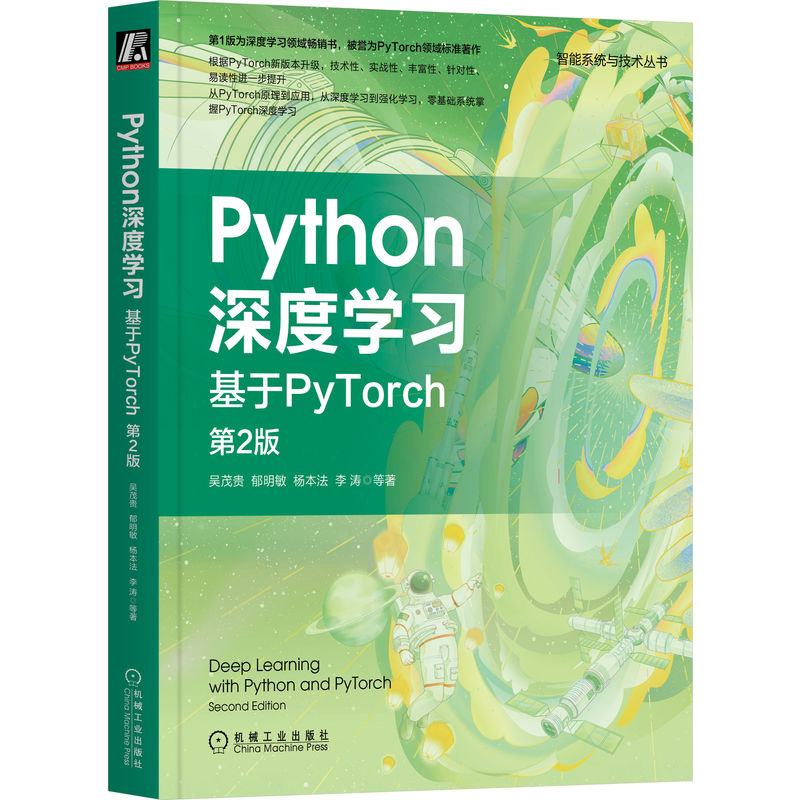 CMP BOOKS
Python深度学习
基于PyTorch
第2版
吴茂贵 郁明敏 杨本法 李涛◎等著
机械工业出版社
China Machine Press
第1版为深度学习领域畅销书，被誉为PyTorch领域标准著作
根据PyTorch新版本升级，技术性、实战性、丰富性、针对性、
易读性进一步提升
从PyTorch原理到应用，从深度学习到强化学习，零基础系统掌
握PyTorch深度学习
智能系统与技术丛书
Python
深度学习
基于PyTorch
第2版
吴茂贵 郁明敏 杨本法 李涛◎等著
Deep Learning
with Python and PyTorch
Second Edition
机械工业出版社
China Machine Press